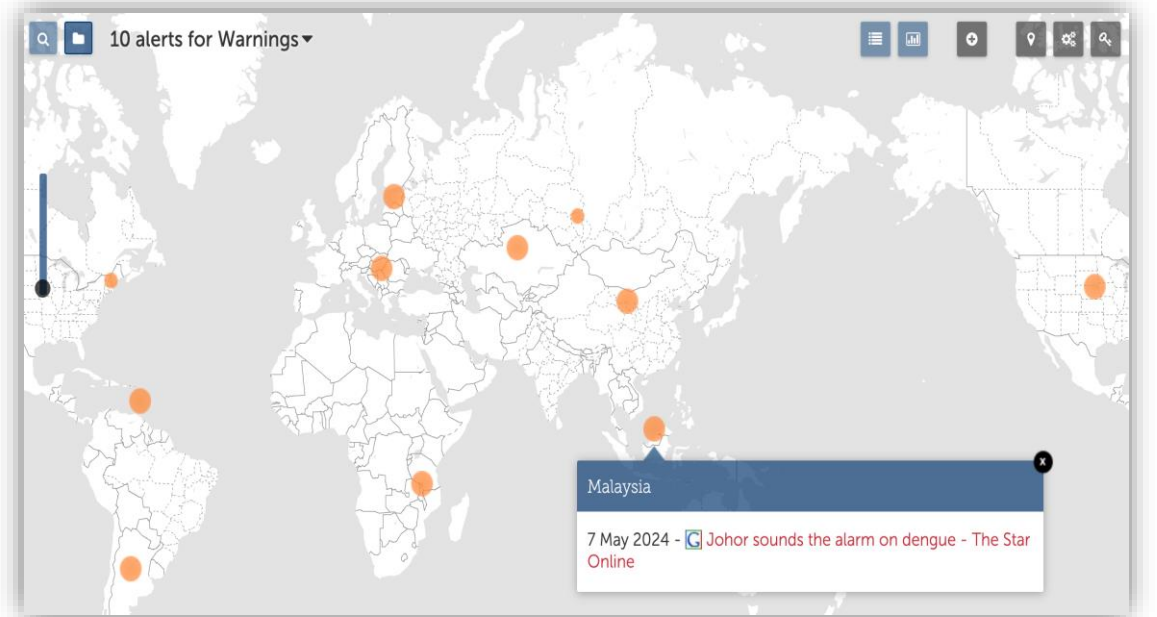 10 alerts for Warnings
Malaysia
x
7 May 2024 - G Johor sounds the alarm on dengue - The Star
Online